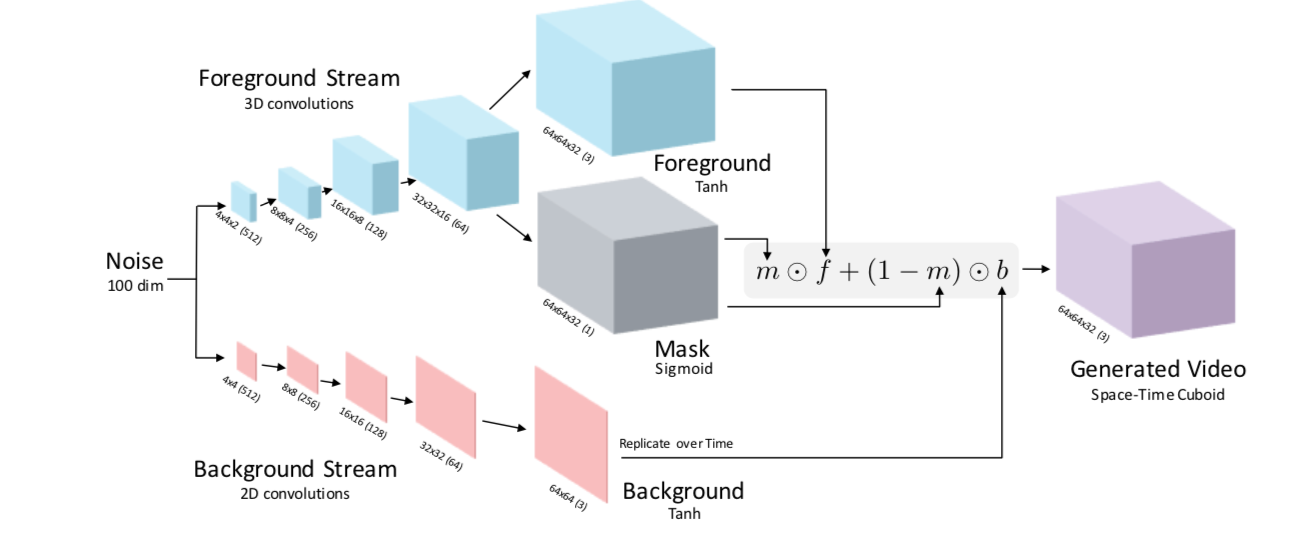 Foreground Stream
3D convolutions
4x4x2 (512)
8x8x4 (256)
16x16x8 (128)
32x32x16 (64)
64x64x32 (3)
Foreground
Tanh
Noise
100 dim
64x64x32 (1)
Mask
Sigmoid
m ⊙ f + (1 − m) ⊙ b
64x64x32 (3)
Generated Video
Space-Time Cuboid
4x4 (512)
8x8 (256)
16x16 (128)
32x32 (64)
64x64 (3)
Replicate over Time
Background Stream
2D convolutions
Background
Tanh